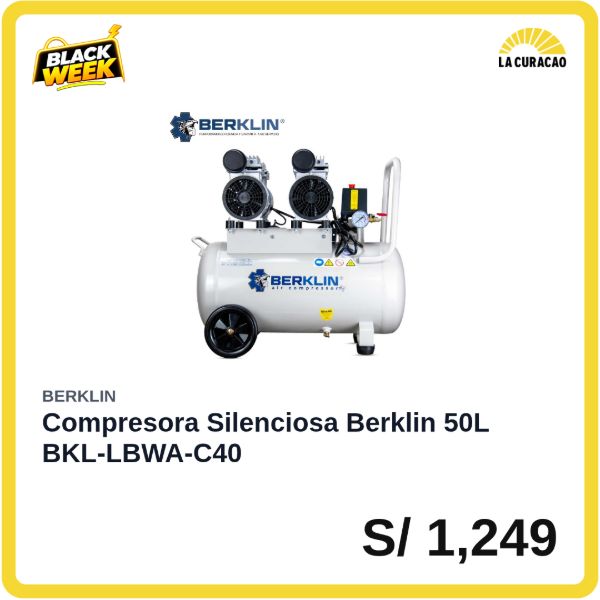 BLACK
WEEK
LA CURACAO
BERKLIN®
BERKLIN
air compressor
BERKLIN
Compresora Silenciosa Berklin 50L
BKL-LBWA-C40
S/ 1,249